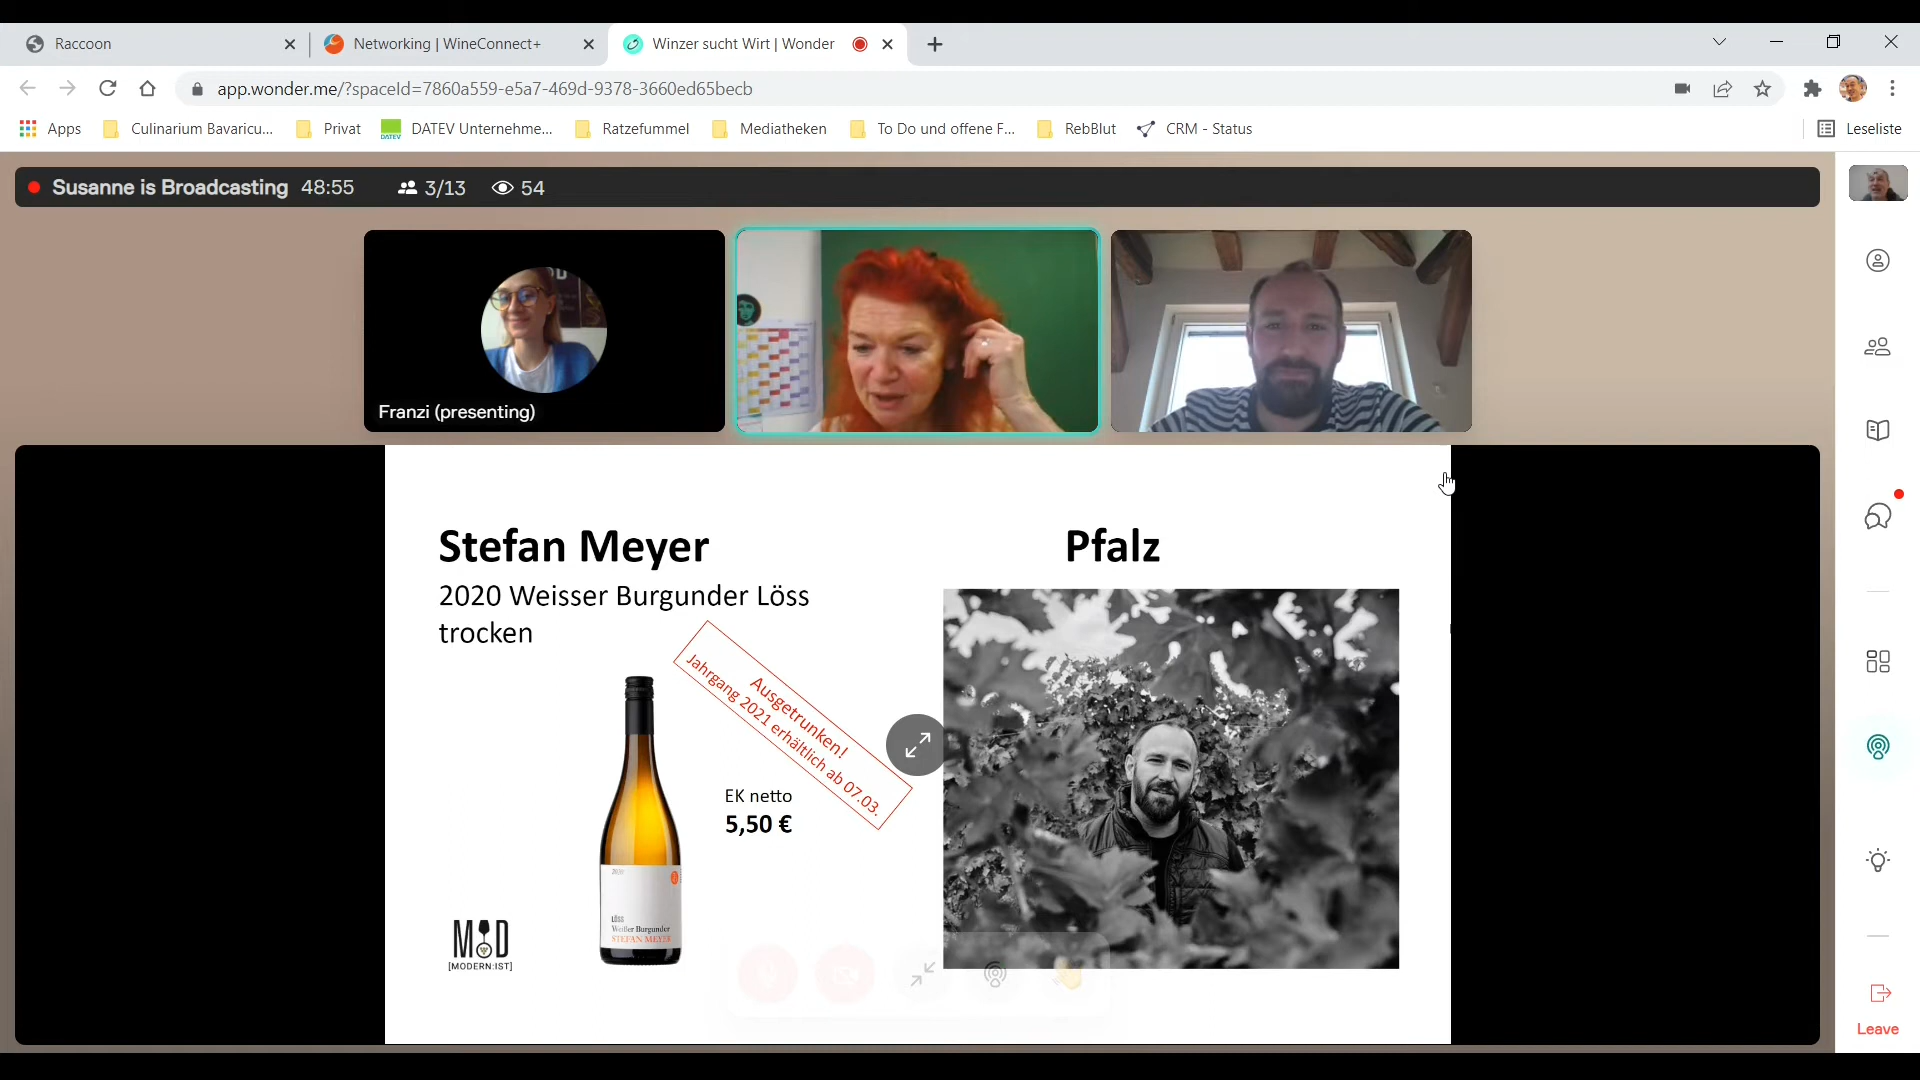 Raccoon
Networking | WineConnect+
Winzer sucht Wirt | Wonder
app.wonder.me/?spaceId=7860a559-e5a7-469d-9378-3660ed65becb
Apps
Culinarium Bavaricu...
Privat
DATEV
DATEV Unternehme...
Ratzefummel
Mediatheken
To Do und offene F...
RebBlut
CRM - Status
Leseliste
Susanne is Broadcasting 48:55 3/13 54
Franzi (presenting)
Stefan Meyer
Pfalz
2020 Weisser Burgunder Löss
trocken
Ausgetrunken!
Jahrgang 2021 erhältlich ab 07.03.
EK netto
5,50 €
2020
LÖSS
Weißer Burgunder
STEFAN MEYER
MOD
[MODERN:IST]
Leave